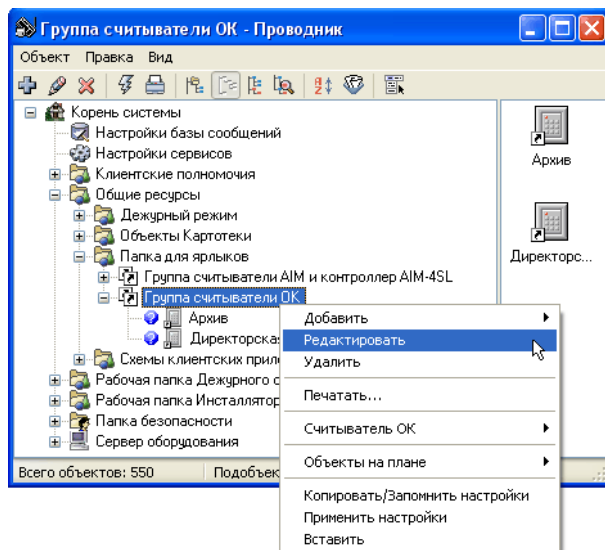 Группа считыватели ОК - Проводник
Объект Правка Вид
Корень системы
Настройки базы сообщений
Настройки сервисов
Клиентские полномочия
Общие ресурсы
Дежурный режим
Объекты Картотеки
Папка для ярлыков
Группа считыватели AIM и контроллер AIM-4SL
Группа считыватели ОК
Архив
Директорская
Схемы клиентских прил
Рабочая папка Дежурного о
Рабочая папка Инсталлятор
Папка безопасности
Сервер оборудования
Архив
Директорс...
Добавить
Редактировать
Удалить
Печатать...
Считыватель ОК
Объекты на плане
Копировать/Запомнить настройки
Применить настройки
Вставить
Всего объектов: 550
Подобъек